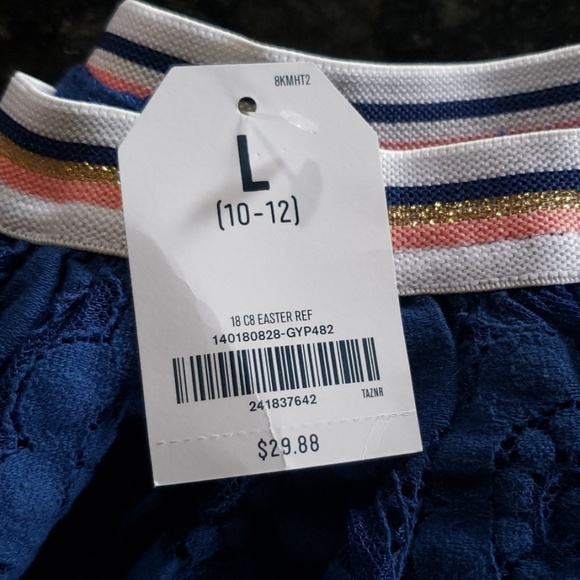 8KMHT2
L
(10-12)
18 C8 EASTER REF
140180828-GYP482
241837642
TAZNR
$29.88